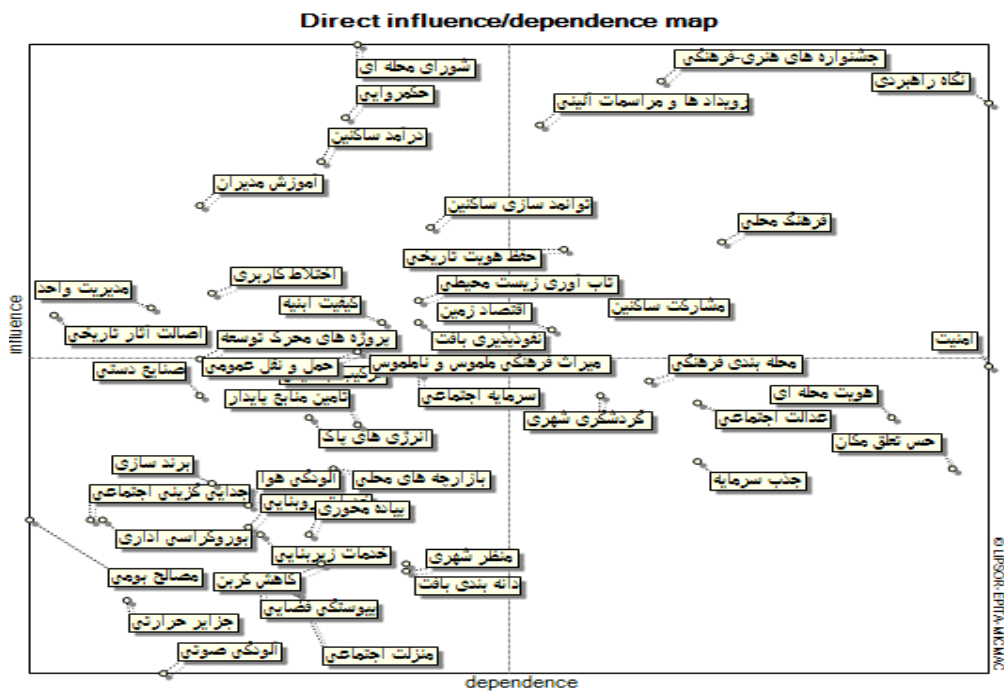 Direct influence/dependence map
شورای محله ای
جشنواره های هنری-فرهنگی
نگاه راهبردی
حکمروایی
رویداد ها و مراسمات آئینی
درآمد ساکنین
آموزش مدیران
توانمد سازی ساکنین
فرهنگ محلی
حفظ هویت تاریخی
اختلاط کاربری
تاب آوری زیست محیطی
مدیریت واحد
کیفیت ابنیه
اقتصاد زمین
مشارکت ساکنین
اصالت آثار تاریخی
پروژه های محرک توسعه
نفوذپذیری بافت
امنیت
حمل و نقل عمومی
میراث فرهنگی ملموس و ناملموس
محله بندی فرهنگی
صنایع دستی
تامین منابع پایدار
سرمایه اجتماعی
هویت محله ای
گردشگری شهری
عدالت اجتماعی
انرژی های پاک
حس تعلق مکان
برند سازی
آلودگی هوا
بازارچه های محلی
جذب سرمایه
جدایی گزینی اجتماعی
پیاده محوری
بوروکراسی اداری
خدمات زیربنایی
منظر شهری
مصالح بومی
کاهش کربن
دانه بندی بافت
پیوستگی فضایی
جزایر حرارتی
آلودگی صوتی
منزلت اجتماعی
influence
dependence
© LIPSOR-EPITA-MICMAC